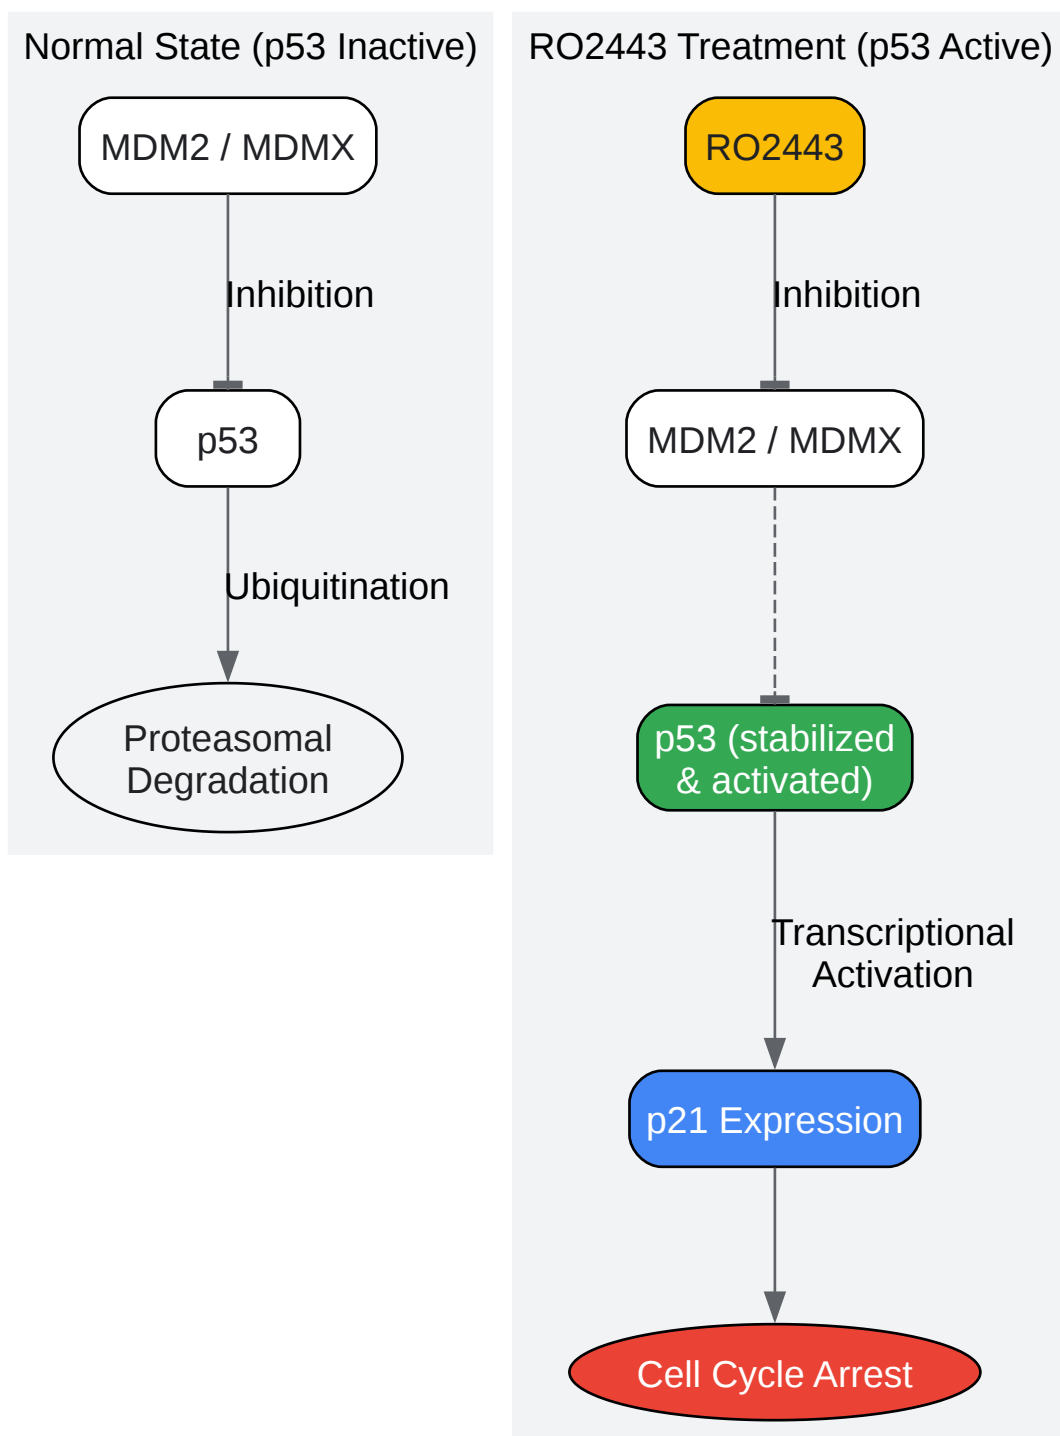 Normal State (p53 Inactive)
MDM2 / MDMX
Inhibition
p53
Ubiquitination
Proteasomal
Degradation
RO2443 Treatment (p53 Active)
RO2443
Inhibition
MDM2 / MDMX
p53 (stabilized
& activated)
Transcriptional
Activation
p21 Expression
Cell Cycle Arrest